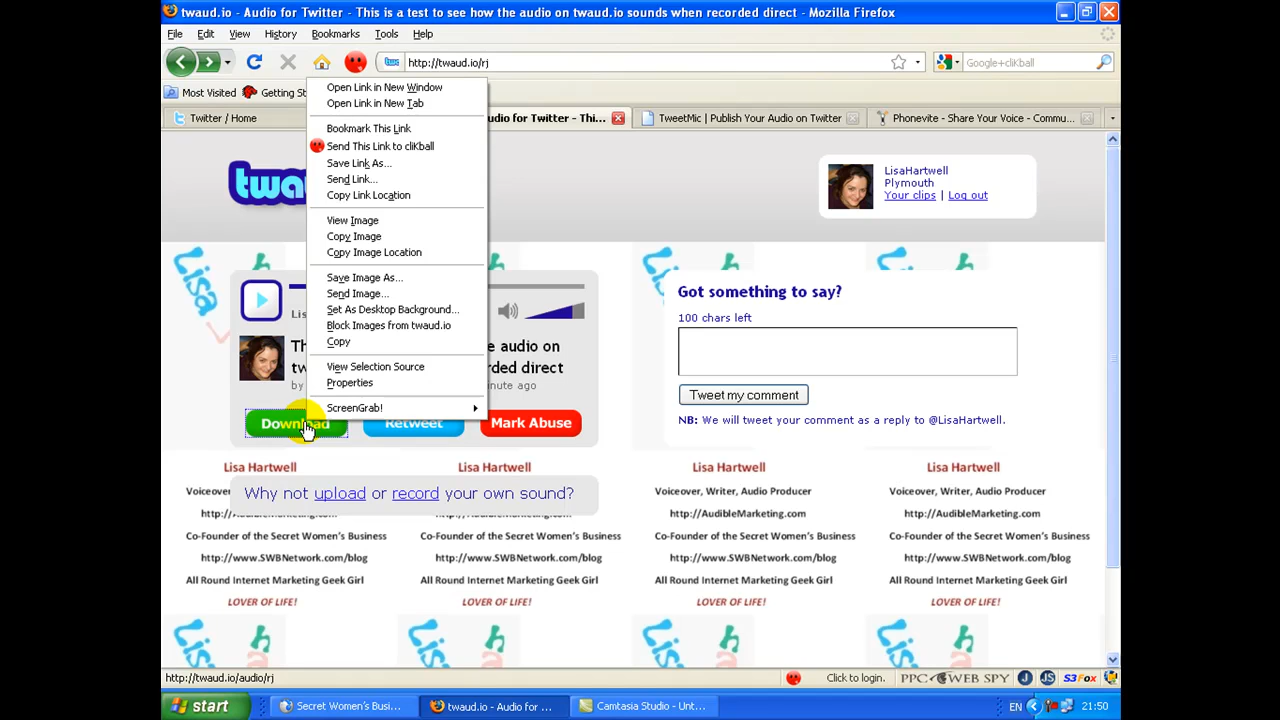 twaud.io - Audio for Twitter - This is a test to see how the audio on twaud.io sounds when recorded direct - Mozilla Firefox
File Edit View History Bookmarks Tools Help
http://twaud.io/rj
Google+cliKball
Most Visited Getting St
Twitter / Home
udio for Twitter - Thi...
TweetMic | Publish Your Audio on Twitter
Phonevite - Share Your Voice - Commu...
Open Link in New Window
Open Link in New Tab
Bookmark This Link
Send This Link to cliKball
Save Link As...
Send Link...
Copy Link Location
View Image
Copy Image
Copy Image Location
Save Image As...
Send Image...
Set As Desktop Background...
Block Images from twaud.io
Copy
View Selection Source
Properties
ScreenGrab!
twa
LisaHartwell
Plymouth
Your clips | Log out
Lis
Th e audio on
tw rded direct
by minute ago
Download Retweet Mark Abuse
Got something to say?
100 chars left
Tweet my comment
NB: We will tweet your comment as a reply to @LisaHartwell.
Why not upload or record your own sound?
Lisa Hartwell Lisa Hartwell Lisa Hartwell Lisa Hartwell
Voiceover, Writer, Audio Producer Voiceover, Writer, Audio Producer
http://AudibleMarketing.com http://AudibleMarketing.com
Co-Founder of the Secret Women's Business Co-Founder of the Secret Women's Business Co-Founder of the Secret Women's Business Co-Founder of the Secret Women's Business
http://www.SWBNetwork.com/blog http://www.SWBNetwork.com/blog http://www.SWBNetwork.com/blog http://www.SWBNetwork.com/blog
All Round Internet Marketing Geek Girl All Round Internet Marketing Geek Girl All Round Internet Marketing Geek Girl All Round Internet Marketing Geek Girl
LOVER OF LIFE! LOVER OF LIFE! LOVER OF LIFE! LOVER OF LIFE!
http://twaud.io/audio/rj
Click to login. PPC WEB SPY S3Fox
start
Secret Women's Busi...
twaud.io - Audio for ...
Camtasia Studio - Unt...
EN 21:50